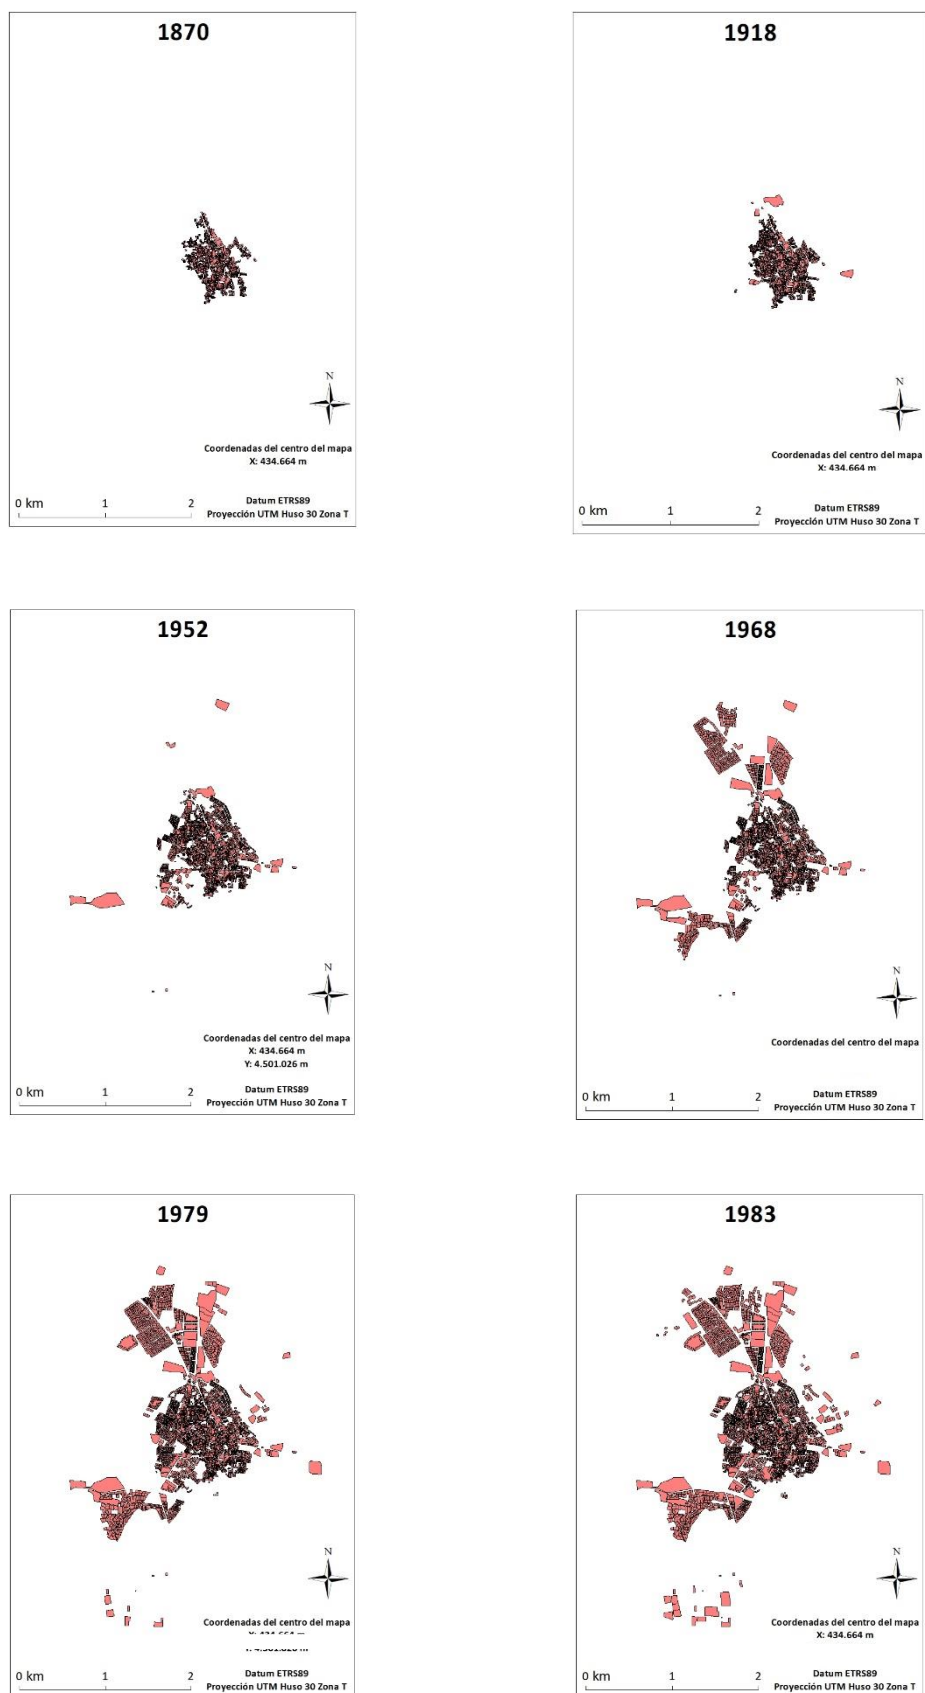 1870
N
Coordenadas del centro del mapa
X: 434.664 m
0 km 1 2
Datum ETRS89
Proyección UTM Huso 30 Zona T
1918
N
Coordenadas del centro del mapa
X: 434.664 m
0 km 1 2
Datum ETRS89
Proyección UTM Huso 30 Zona T
1952
N
Coordenadas del centro del mapa
X: 434.664 m
Y: 4.501.026 m
0 km 1 2
Datum ETRS89
Proyección UTM Huso 30 Zona T
1968
N
Coordenadas del centro del mapa
0 km 1 2
Datum ETRS89
Proyección UTM Huso 30 Zona T
1979
N
Coordenadas del centro del mapa
0 km 1 2
Datum ETRS89
Proyección UTM Huso 30 Zona T
1983
N
Coordenadas del centro del mapa
X: 434.664 m
0 km 1 2
Datum ETRS89
Proyección UTM Huso 30 Zona T